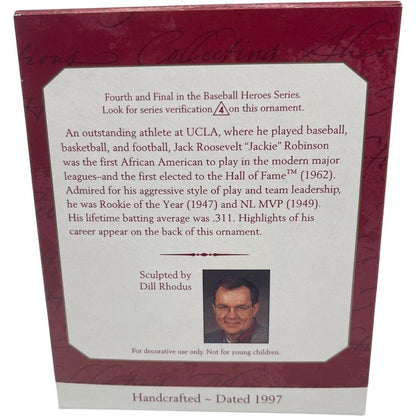 Collecting
Fourth and Final in the Baseball Heroes Series.
Look for series verification 4 on this ornament.
An outstanding athlete at UCLA, where he played baseball,
basketball, and football, Jack Roosevelt "Jackie" Robinson
was the first African American to play in the modern major
leagues–and the first elected to the Hall of Fame™ (1962).
Admired for his aggressive style of play and team leadership,
he was Rookie of the Year (1947) and NL MVP (1949).
His lifetime batting average was .311. Highlights of his
career appear on the back of this ornament.
Sculpted by
Dill Rhodus
For decorative use only. Not for young children.
Handcrafted ~ Dated 1997